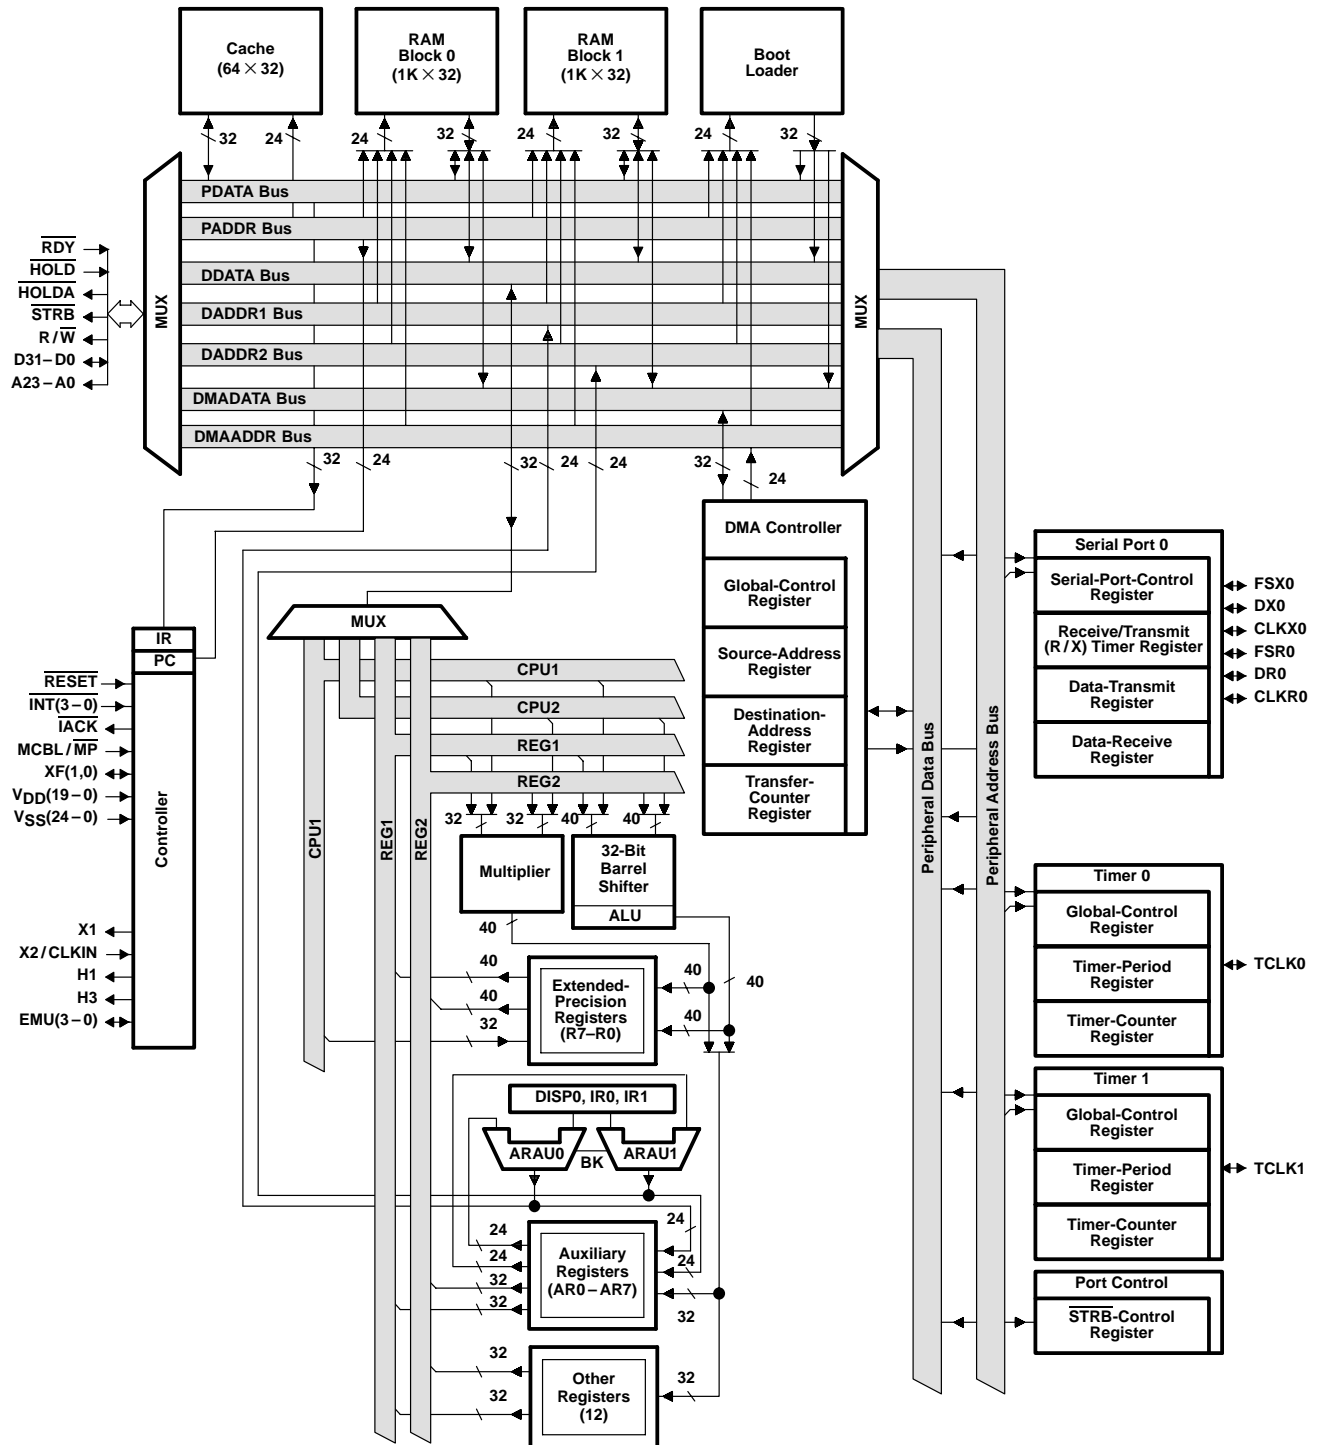 Cache
(64 × 32)
RAM
Block 0
(1K × 32)
RAM
Block 1
(1K × 32)
Boot
Loader
32
24
24
32
24
32
24
32
MUX
PDATA Bus
PADDR Bus
DDATA Bus
DADDR1 Bus
DADDR2 Bus
DMADATA Bus
DMAADDR Bus
MUX
RDY
HOLD
HOLDA
STRB
R/W
D31–D0
A23–A0
32
24
32
24
24
32
24
DMA Controller
Global-Control
Register
Source-Address
Register
Destination-
Address
Register
Transfer-
Counter
Register
Peripheral Data Bus
Peripheral Address Bus
Serial Port 0
Serial-Port-Control
Register
Receive/Transmit
(R/X) Timer Register
Data-Transmit
Register
Data-Receive
Register
FSX0
DX0
CLKX0
FSR0
DR0
CLKR0
Timer 0
Global-Control
Register
Timer-Period
Register
Timer-Counter
Register
TCLK0
Timer 1
Global-Control
Register
Timer-Period
Register
Timer-Counter
Register
TCLK1
Port Control
STRB-Control
Register
IR
PC
Controller
RESET
INT(3–0)
IACK
MCBL/MP
XF(1,0)
VDD(19–0)
VSS(24–0)
X1
X2/CLKIN
H1
H3
EMU(3–0)
MUX
CPU1
CPU2
REG1
REG2
CPU1
REG1
REG2
32
32
40
40
Multiplier
32-Bit
Barrel
Shifter
ALU
40
40
40
40
32
Extended-
Precision
Registers
(R7–R0)
40
40
40
DISP0, IR0, IR1
ARAU0
BK
ARAU1
24
24
32
32
Auxiliary
Registers
(AR0–AR7)
24
24
32
32
32
Other
Registers
(12)
32